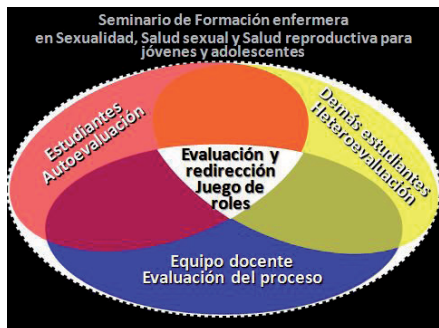 Seminario de Formación enfermera
en Sexualidad, Salud sexual y Salud reproductiva para
jóvenes y adolescentes
Estudiantes
Autoevaluación
Demás estudiantes
Heteroevaluación
Evaluación y
redirección
Juego de
roles
Equipo docente
Evaluación del proceso